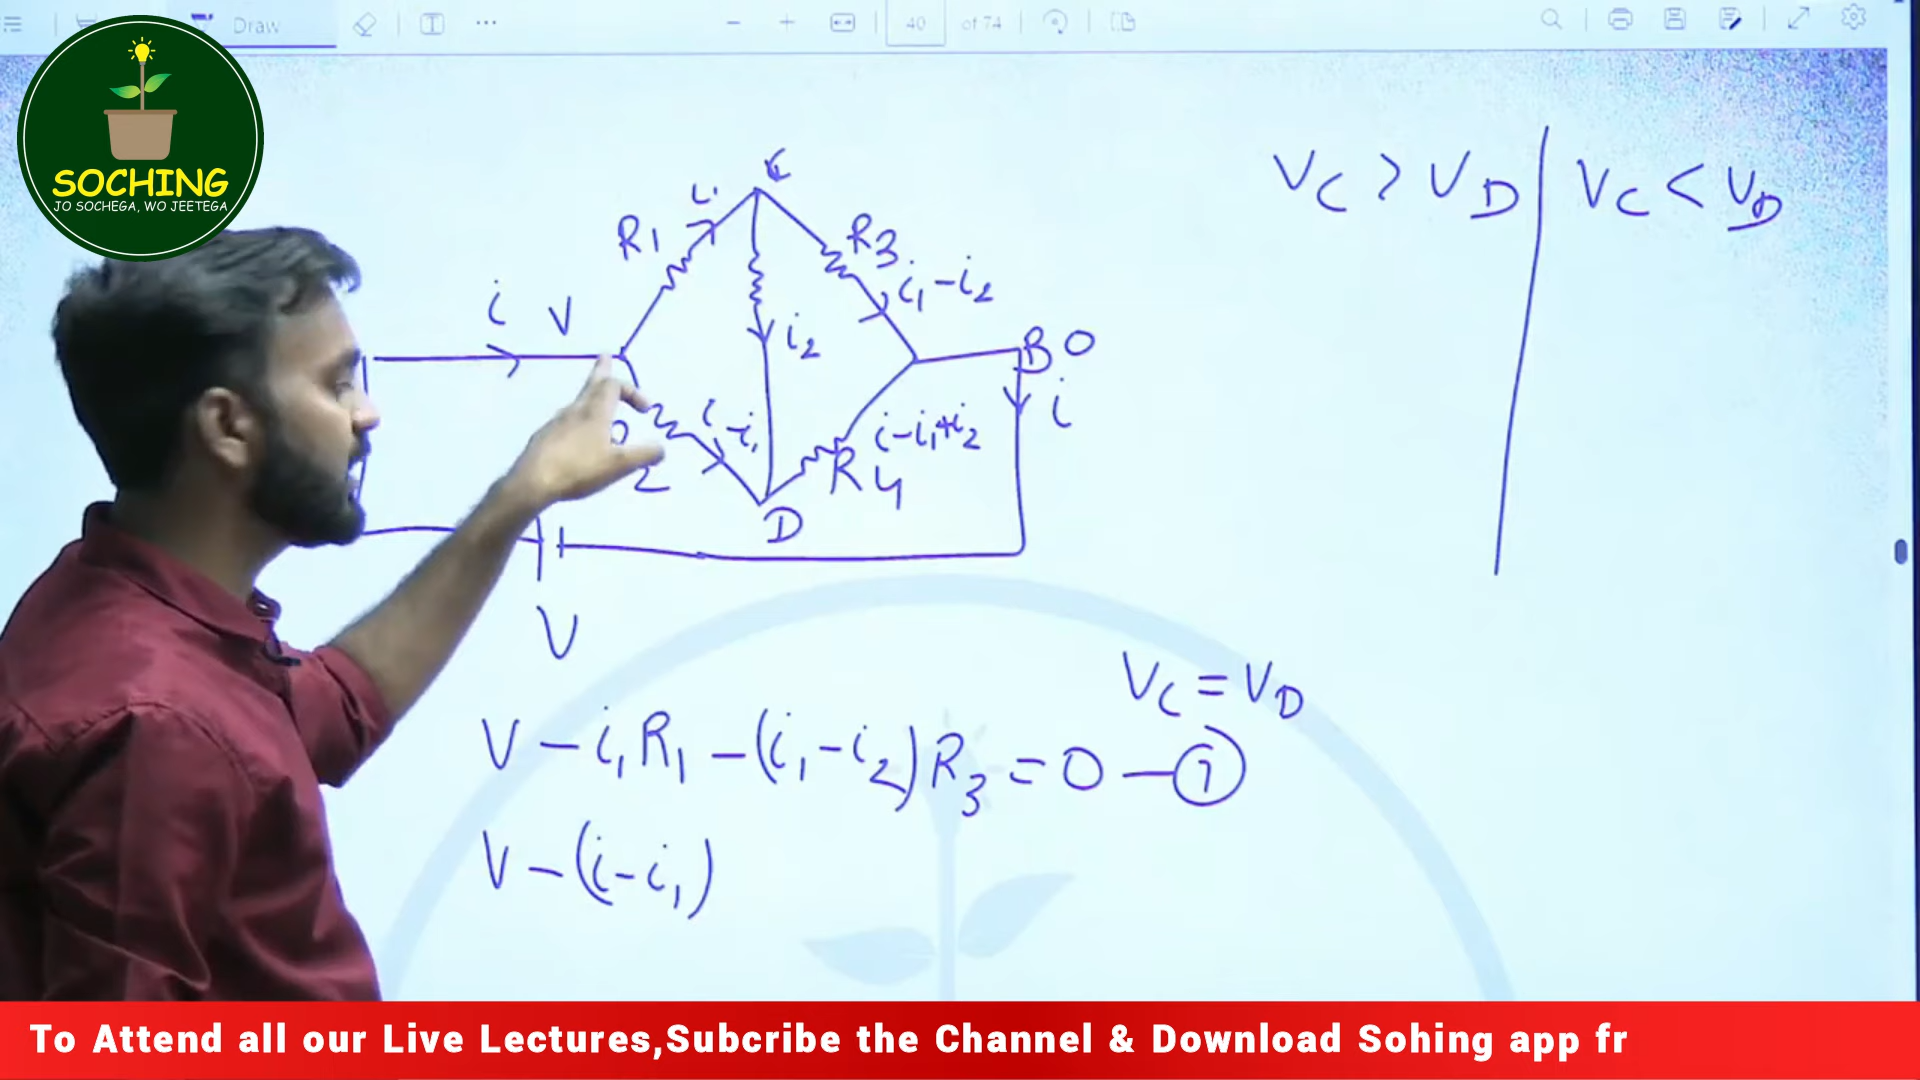 Draw
40 of 74
SOCHING
JO SOCHEGA, WO JEETEGA
C
i1
R1
R3
i V
i1-i2
i2
B 0
i
i-i1
i-i1+i2
2
R4
D
V
VC > VD | VC < VD
VC = VD
V - i1R1 - (i1-i2)R3 = 0 - ①
V - (i-i1)
To Attend all our Live Lectures,Subcribe the Channel & Download Sohing app fr